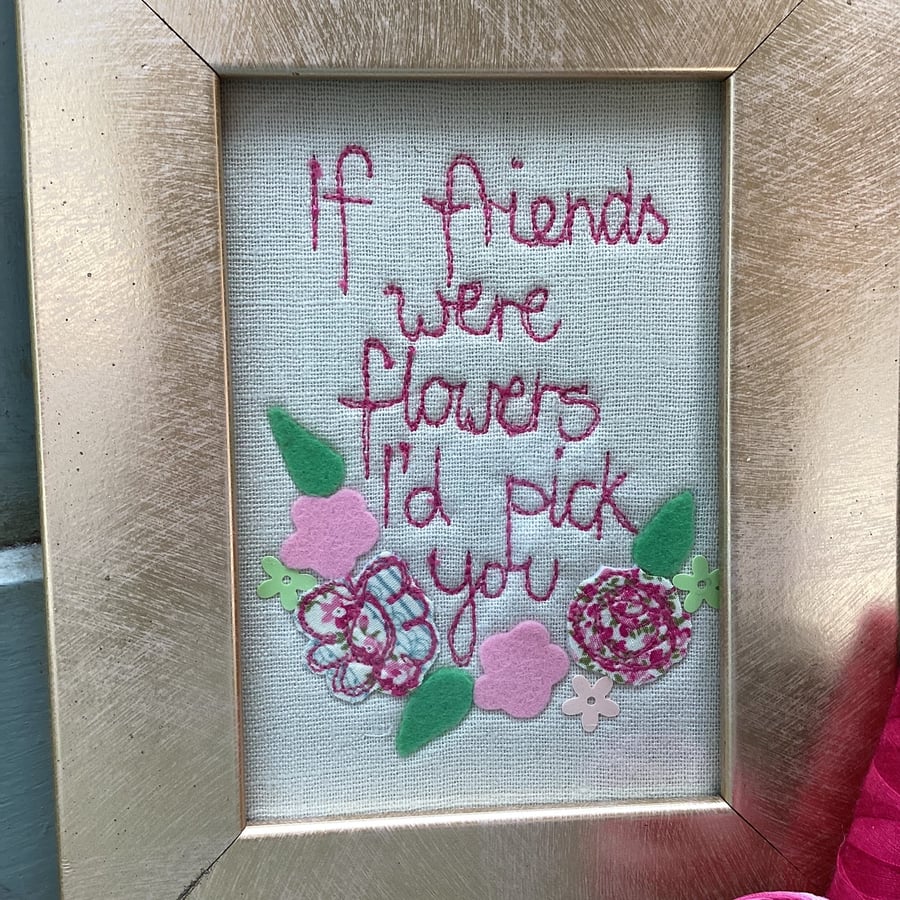 If friends
were
flowers
I'd pick
you